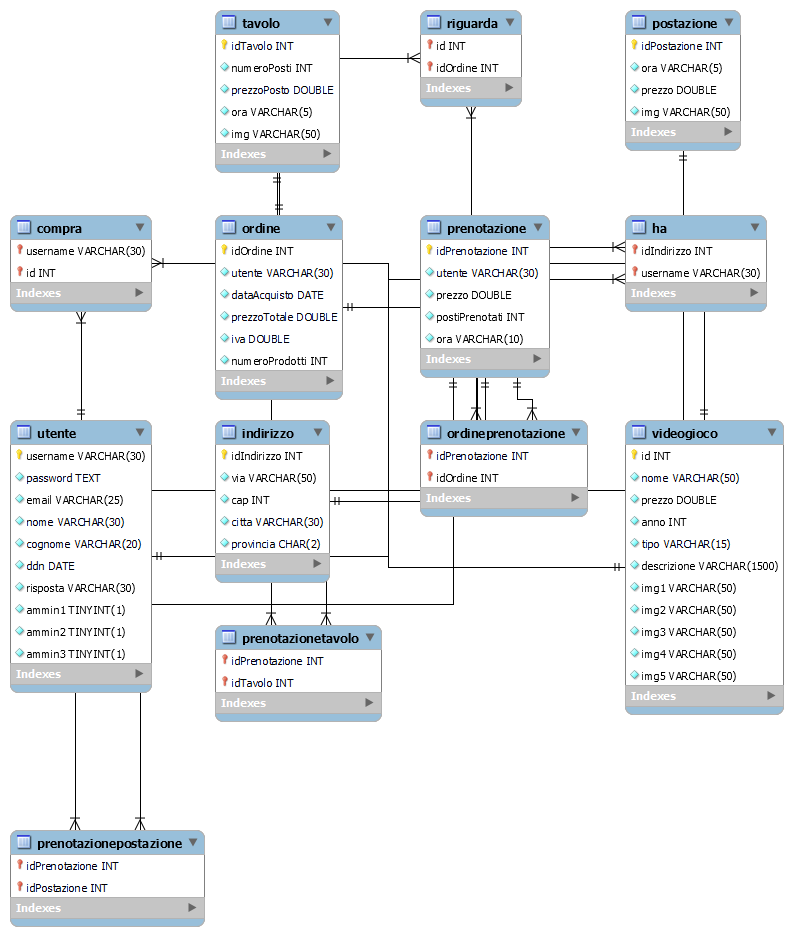 tavolo
idTavolo INT
numeroPosti INT
prezzoPosto DOUBLE
ora VARCHAR(5)
img VARCHAR(50)
Indexes
riguarda
id INT
idOrdine INT
Indexes
postazione
idPostazione INT
ora VARCHAR(5)
prezzo DOUBLE
img VARCHAR(50)
Indexes
compra
username VARCHAR(30)
id INT
Indexes
ordine
idOrdine INT
utente VARCHAR(30)
dataAcquisto DATE
prezzoTotale DOUBLE
iva DOUBLE
numeroProdotti INT
Indexes
prenotazione
idPrenotazione INT
utente VARCHAR(30)
prezzo DOUBLE
postiPrenotati INT
ora VARCHAR(10)
Indexes
ha
idIndirizzo INT
username VARCHAR(30)
Indexes
utente
username VARCHAR(30)
password TEXT
email VARCHAR(25)
nome VARCHAR(30)
cognome VARCHAR(20)
ddn DATE
risposta VARCHAR(30)
ammin1 TINYINT(1)
ammin2 TINYINT(1)
ammin3 TINYINT(1)
Indexes
indirizzo
idIndirizzo INT
via VARCHAR(50)
cap INT
citta VARCHAR(30)
provincia CHAR(2)
Indexes
ordineprenotazione
idPrenotazione INT
idOrdine INT
Indexes
videogioco
id INT
nome VARCHAR(50)
prezzo DOUBLE
anno INT
tipo VARCHAR(15)
descrizione VARCHAR(1500)
img1 VARCHAR(50)
img2 VARCHAR(50)
img3 VARCHAR(50)
img4 VARCHAR(50)
img5 VARCHAR(50)
Indexes
prenotazionetavolo
idPrenotazione INT
idTavolo INT
Indexes
prenotazionepostazione
idPrenotazione INT
idPostazione INT
Indexes